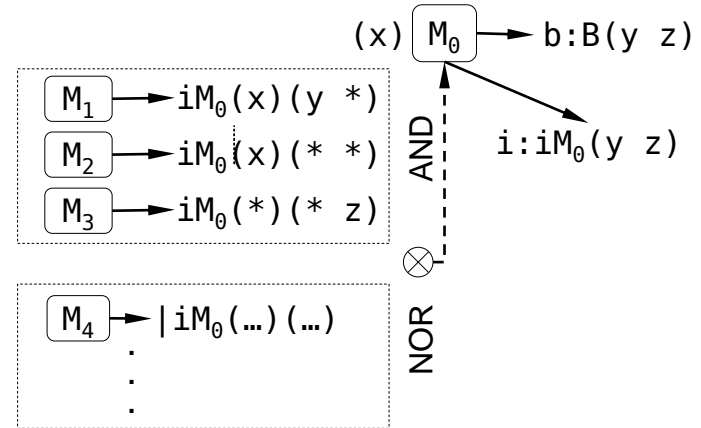 (x) M₀ b:B(y z)
M₁ iM₀(x)(y *)
M₂ iM₀(x)(* *)
M₃ iM₀(*)(* z)
AND
i:iM₀(y z)
M₄ |iM₀(…)(…)
.
.
.
NOR